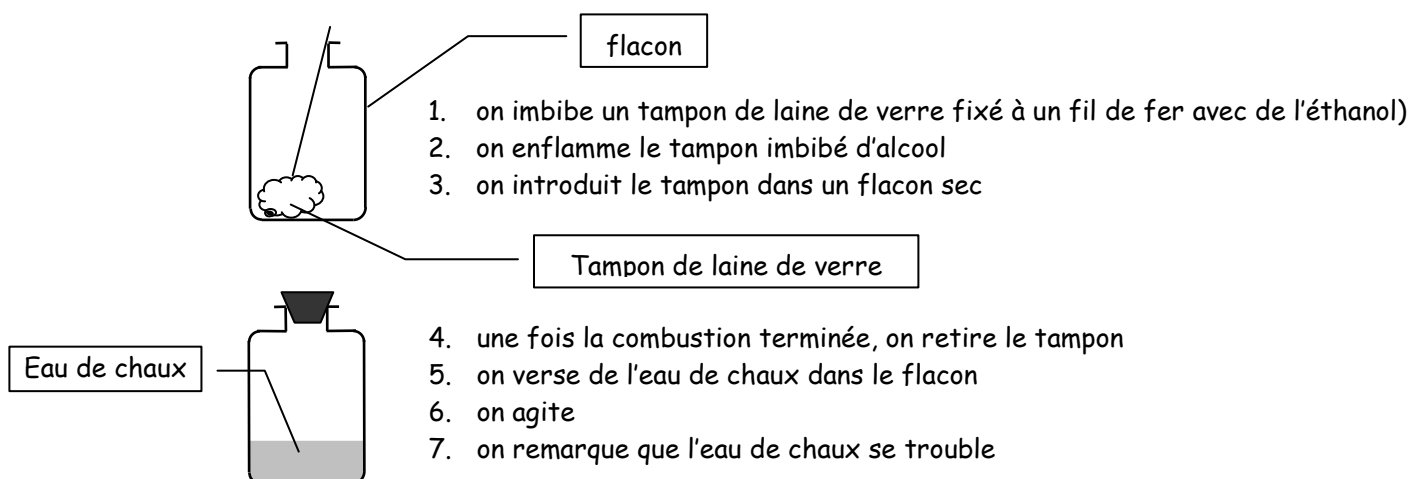 flacon
1. on imbibe un tampon de laine de verre fixé à un fil de fer avec de l'éthanol)
2. on enflamme le tampon imbibé d'alcool
3. on introduit le tampon dans un flacon sec
Tampon de laine de verre
4. une fois la combustion terminée, on retire le tampon
Eau de chaux
5. on verse de l'eau de chaux dans le flacon
6. on agite
7. on remarque que l'eau de chaux se trouble